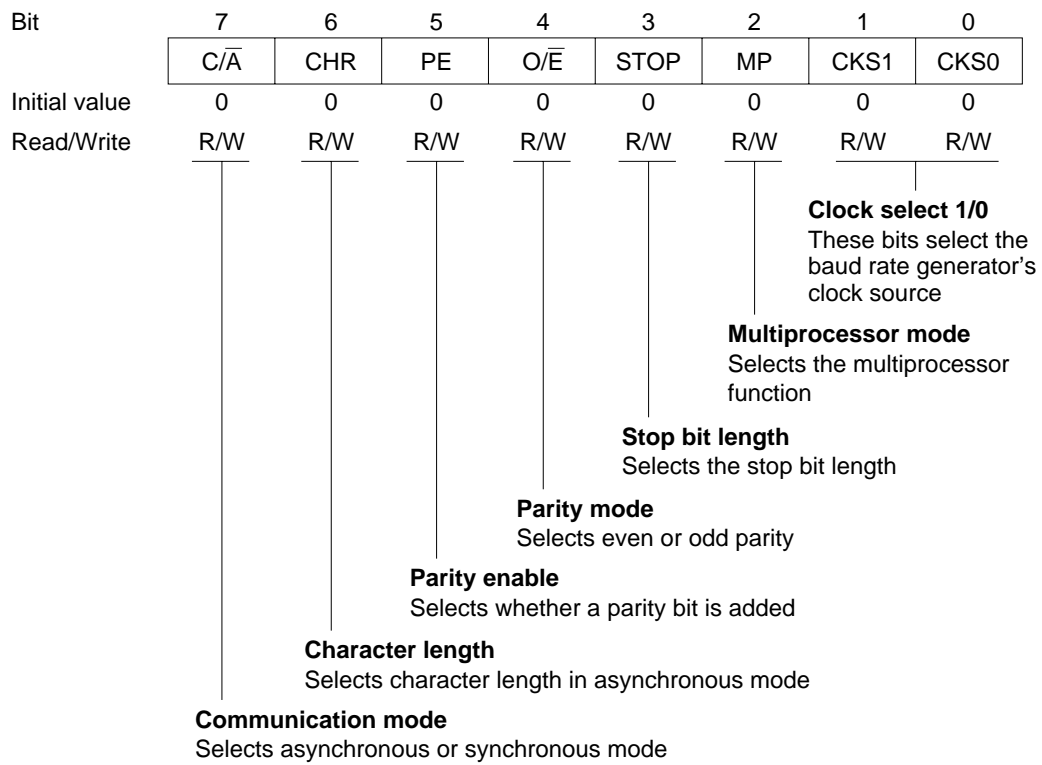 Bit 7 6 5 4 3 2 1 0
C/A̅ CHR PE O/E̅ STOP MP CKS1 CKS0
Initial value 0 0 0 0 0 0 0 0
Read/Write R/W R/W R/W R/W R/W R/W R/W R/W
Clock select 1/0
These bits select the
baud rate generator’s
clock source
Multiprocessor mode
Selects the multiprocessor
function
Stop bit length
Selects the stop bit length
Parity mode
Selects even or odd parity
Parity enable
Selects whether a parity bit is added
Character length
Selects character length in asynchronous mode
Communication mode
Selects asynchronous or synchronous mode